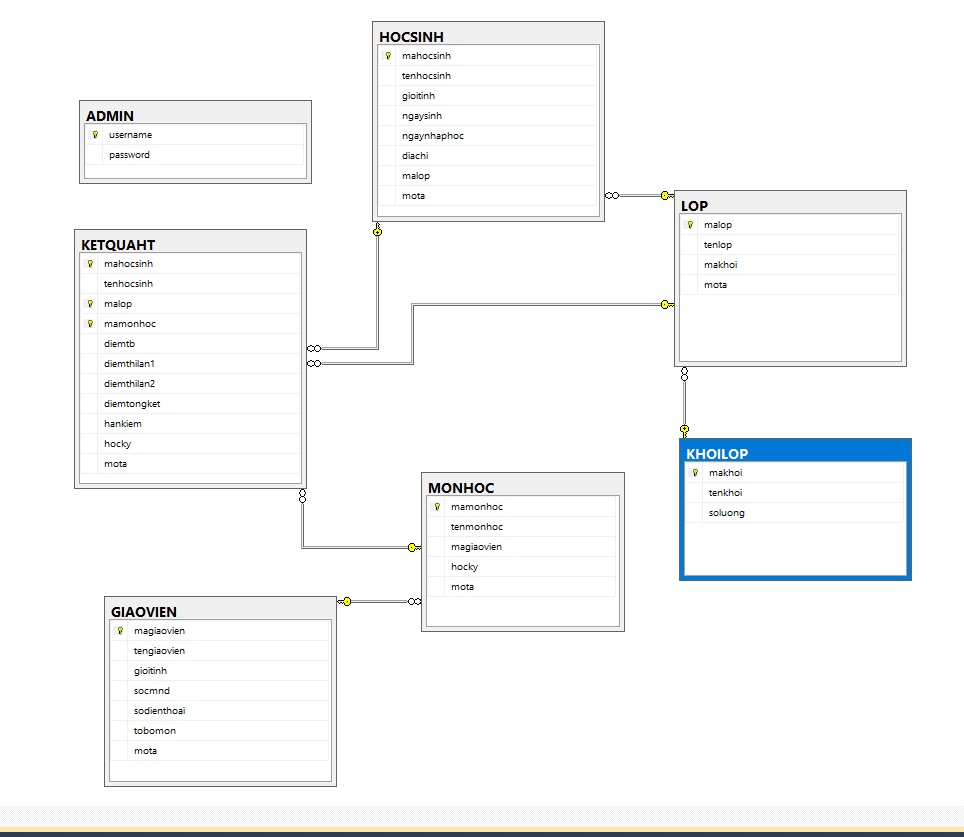 HOCSINH
mahocsinh
tenhocsinh
gioitinh
ngaysinh
ngaynhaphoc
diachi
malop
mota
ADMIN
username
password
LOP
malop
tenlop
makhoi
mota
KETQUAHT
mahocsinh
tenhocsinh
malop
mamonhoc
diemtb
diemthilan1
diemthilan2
diemtongket
hankiem
hocky
mota
KHOILOP
makhoi
tenkhoi
soluong
MONHOC
mamonhoc
tenmonhoc
magiaovien
hocky
mota
GIAOVIEN
magiaovien
tengiaovien
gioitinh
socmnd
sodienthoai
tobomon
mota